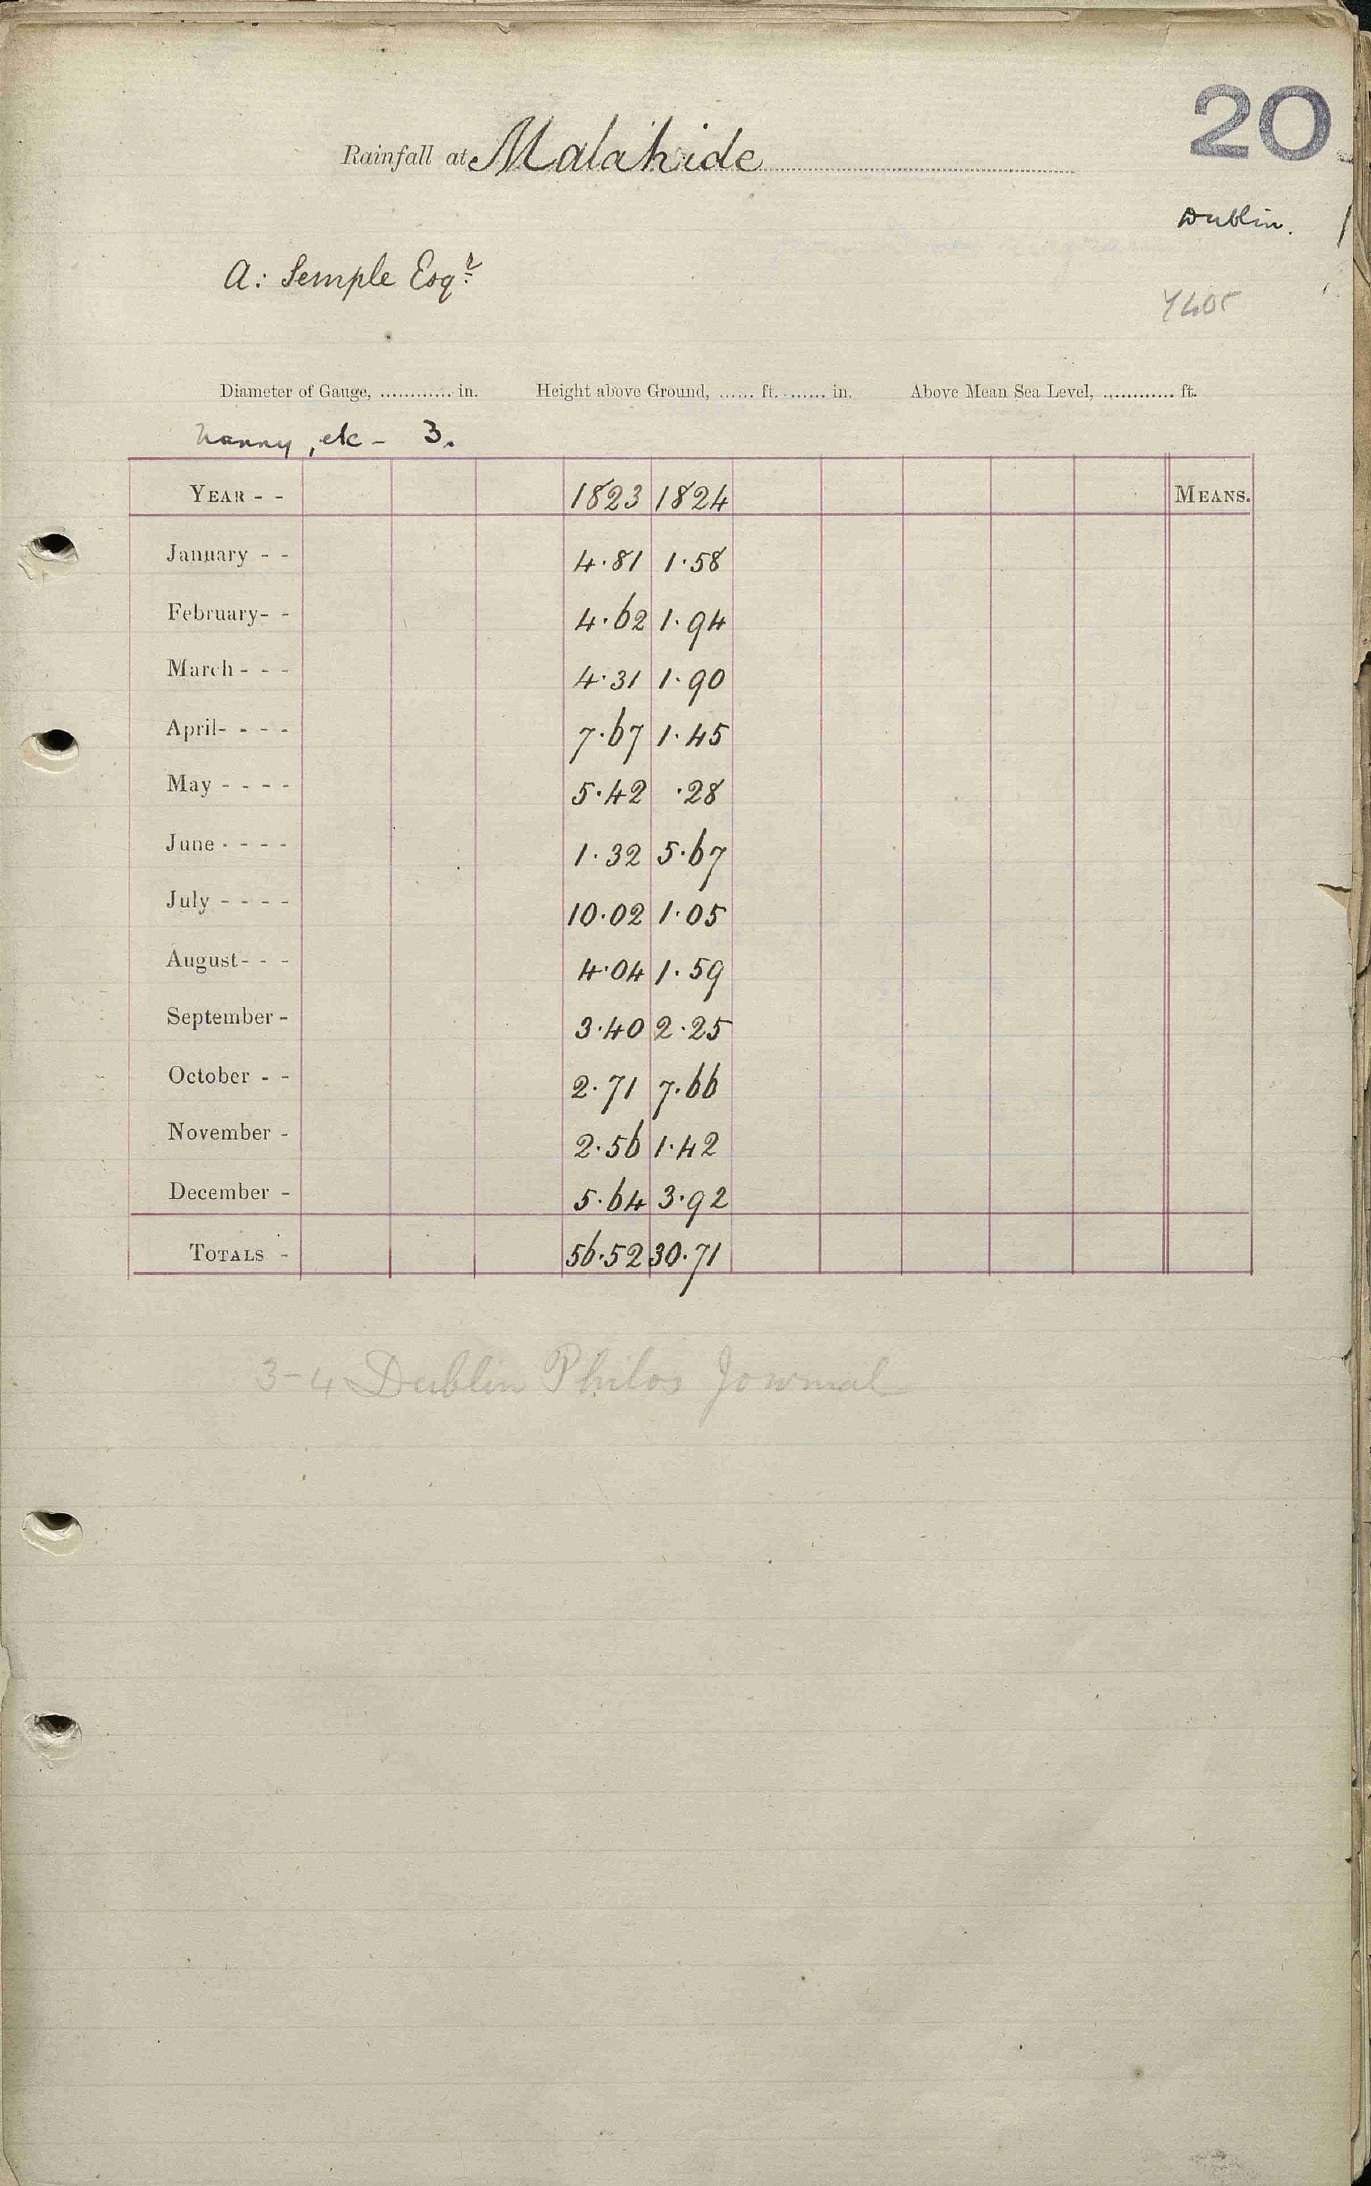 20
Rainfall at Malahide
Dublin.
A: Semple Esqr
Diameter of Gauge, ............ in. Height above Ground, ...... ft. ....... in. Above Mean Sea Level, ............ ft.
Nanny, etc - 3.
YEAR - - 1823 1824 MEANS.
January - - 4.81 1.58
February- - 4.62 1.94
March - - - 4.31 1.90
April- - - - 7.67 1.45
May - - - - 5.42 .28
June - - - - 1.32 5.67
July - - - - 10.02 1.05
August- - - 4.04 1.59
September - 3.40 2.25
October - - 2.71 7.66
November - 2.56 1.42
December - 5.64 3.92
TOTALS - 56.52 30.71
3-4 Dublin Philos Journal